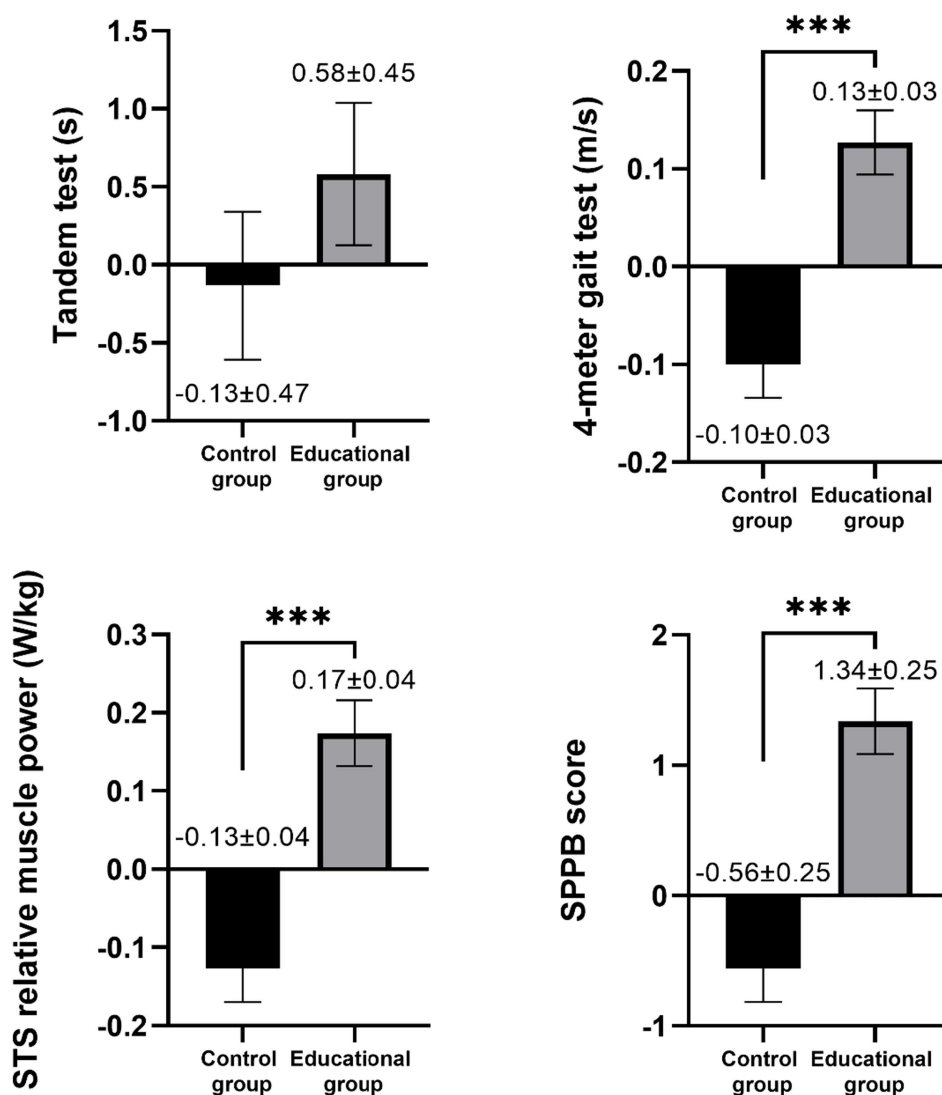 Tandem test (s)
1.5
1.0
0.5
0.0
-0.5
-1.0
0.58±0.45
-0.13±0.47
Control
group
Educational
group
4-meter gait test (m/s)
0.2
0.1
0.0
-0.1
-0.2
***
0.13±0.03
-0.10±0.03
Control
group
Educational
group
STS relative muscle power (W/kg)
0.3
0.2
0.1
0.0
-0.1
-0.2
***
0.17±0.04
-0.13±0.04
Control
group
Educational
group
SPPB score
2
1
0
-1
***
1.34±0.25
-0.56±0.25
Control
group
Educational
group